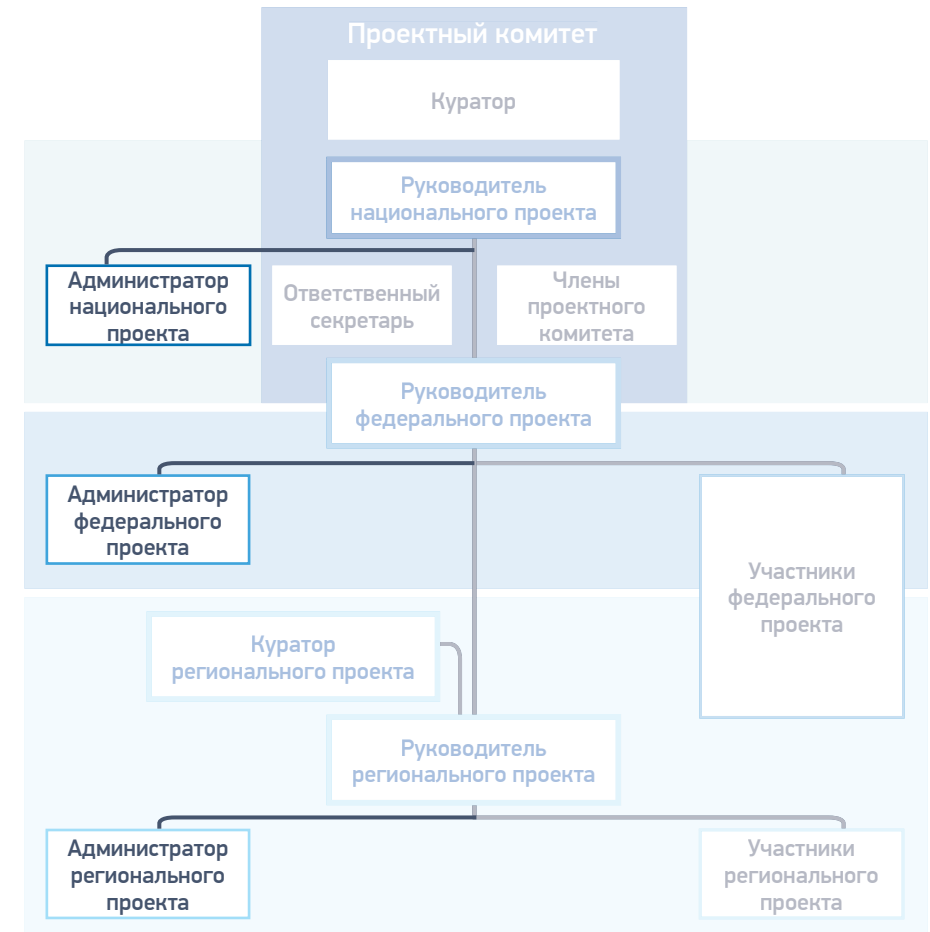 Проектный комитет
Куратор
Руководитель
национального проекта
Администратор
национального
проекта
Ответственный
секретарь
Члены
проектного
комитета
Руководитель
федерального проекта
Администратор
федерального
проекта
Участники
федерального
проекта
Куратор
регионального проекта
Руководитель
регионального проекта
Администратор
регионального
проекта
Участники
регионального
проекта